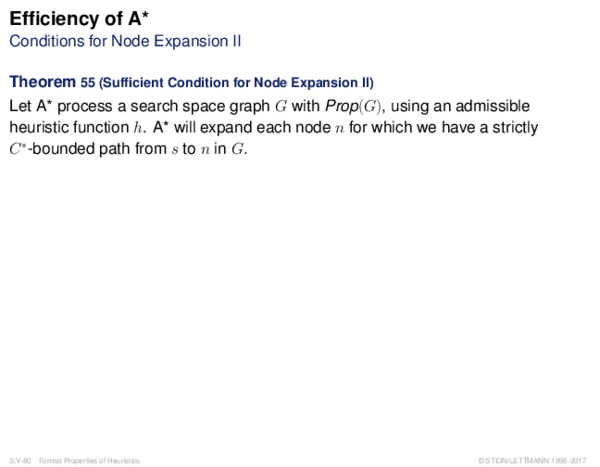 Efficiency of A*
Conditions for Node Expansion II
Theorem 55 (Sufficient Condition for Node Expansion II)
Let A* process a search space graph G with Prop(G), using an admissible
heuristic function h. A* will expand each node n for which we have a strictly
C*-bounded path from s to n in G.
S:V-80 Formal Properties of Heuristics
©STEIN/LETTMANN 1998-2017